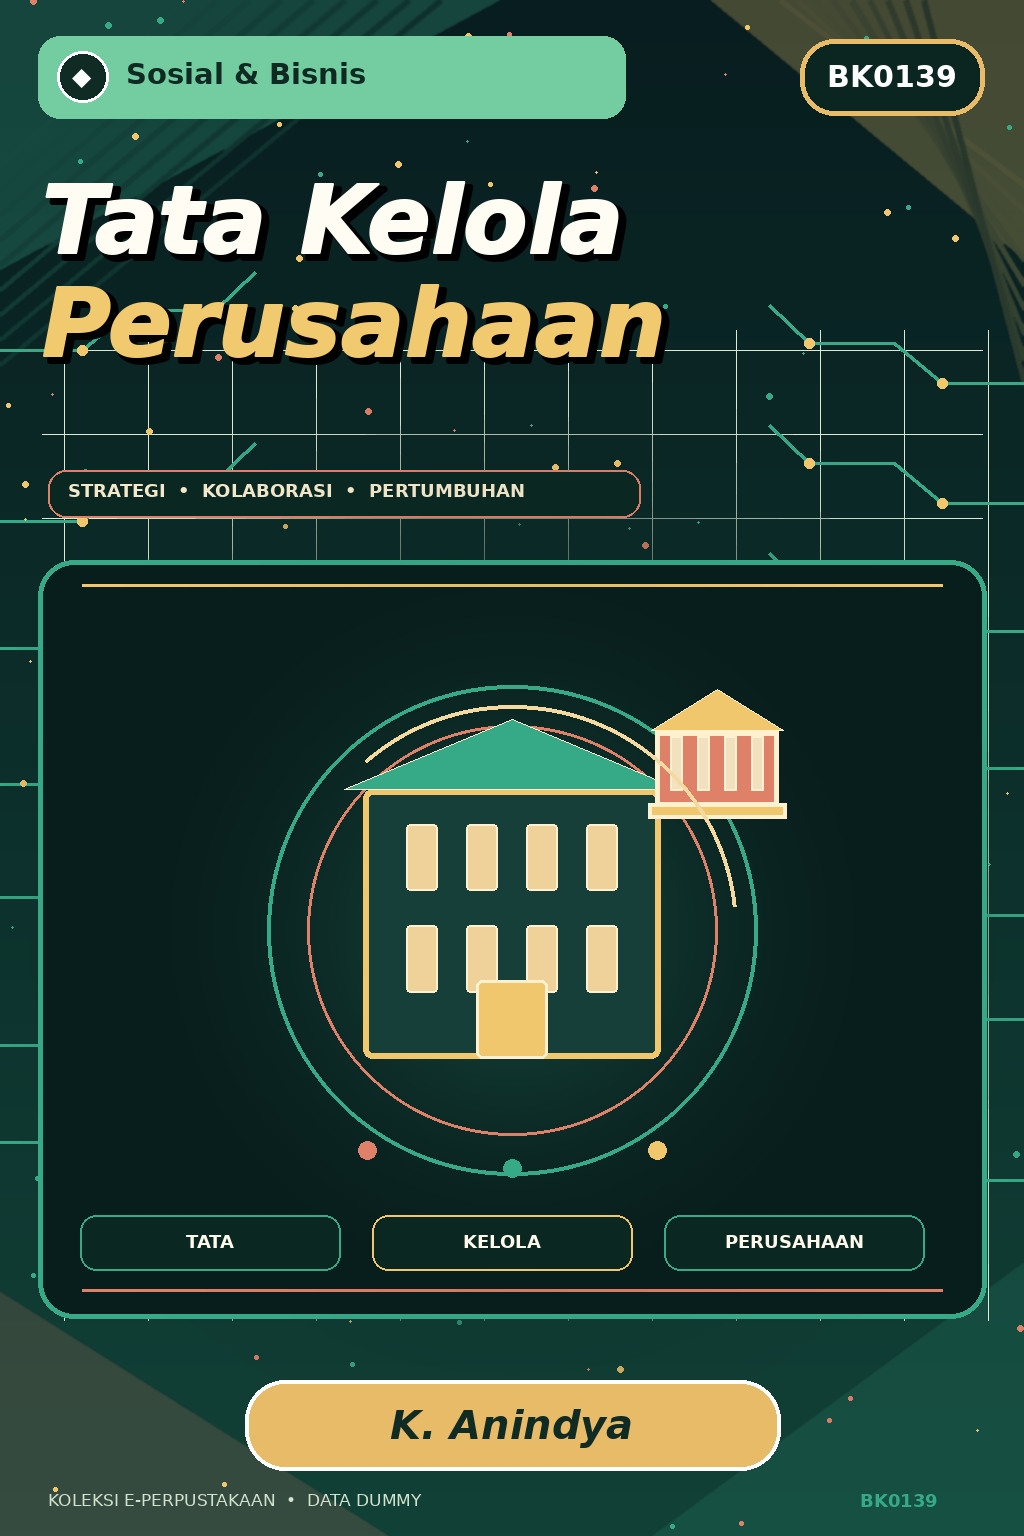 Sosial & Bisnis
BK0139
Tata Kelola
Perusahaan
STRATEGI • KOLABORASI • PERTUMBUHAN
TATA
KELOLA
PERUSAHAAN
K. Anindya
KOLEKSI E-PERPUSTAKAAN • DATA DUMMY
BK0139